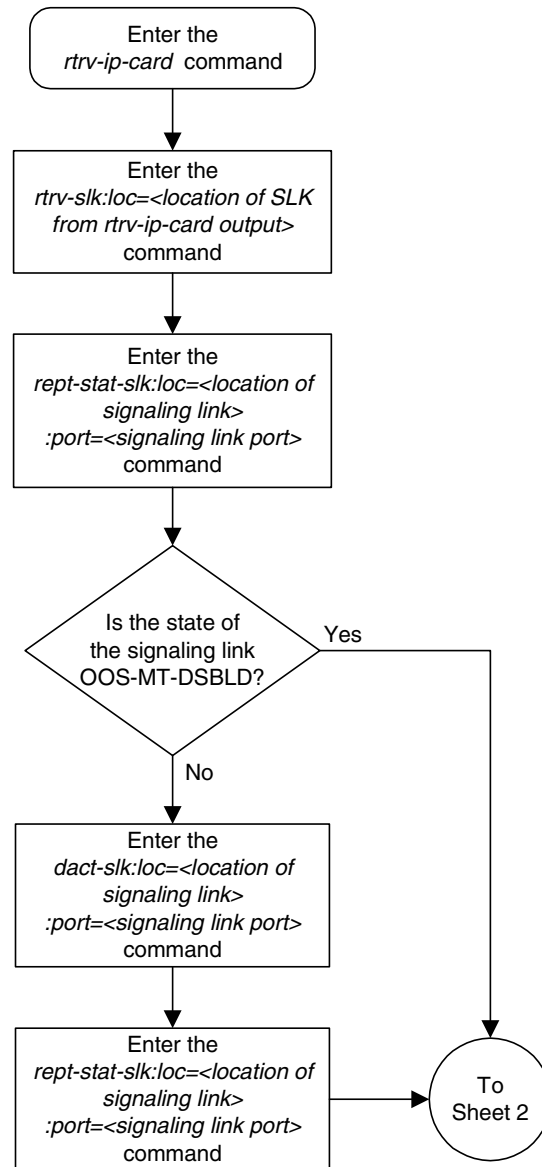 Enter the
rtrv-ip-card command
Enter the
rtrv-slk:loc=<location of SLK
from rtrv-ip-card output>
command
Enter the
rept-stat-slk:loc=<location of
signaling link>
:port=<signaling link port>
command
Is the state of
the signaling link
OOS-MT-DSBLD?
Yes
No
Enter the
dact-slk:loc=<location of
signaling link>
:port=<signaling link port>
command
Enter the
rept-stat-slk:loc=<location of
signaling link>
:port=<signaling link port>
command
To
Sheet 2